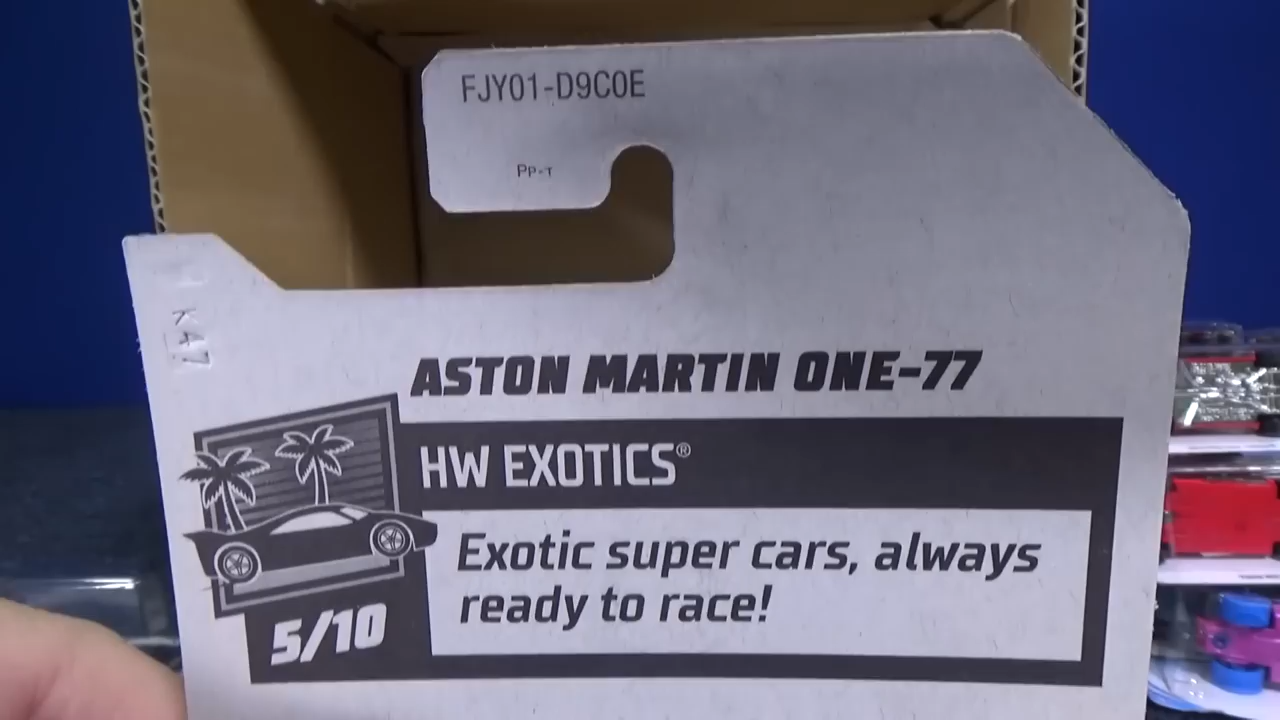 FJY01-D9C0E
PP-T
K47
ASTON MARTIN ONE-77
HW EXOTICS®
Exotic super cars, always
ready to race!
5/10